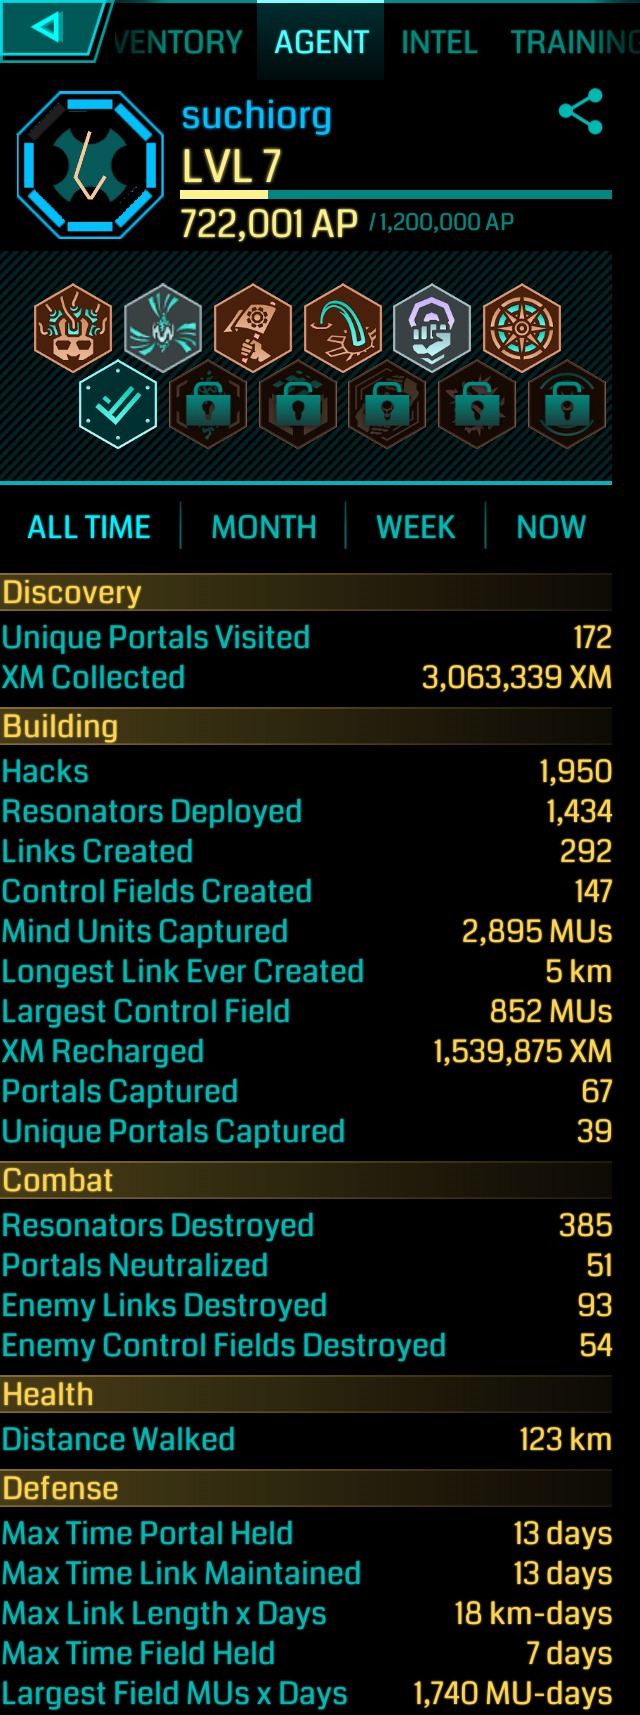 VENTORY AGENT INTEL TRAINING
suchiorg
LVL 7
722,001 AP / 1,200,000 AP
ALL TIME MONTH WEEK NOW
Discovery
Unique Portals Visited 172
XM Collected 3,063,339 XM
Building
Hacks 1,950
Resonators Deployed 1,434
Links Created 292
Control Fields Created 147
Mind Units Captured 2,895 MUs
Longest Link Ever Created 5 km
Largest Control Field 852 MUs
XM Recharged 1,539,875 XM
Portals Captured 67
Unique Portals Captured 39
Combat
Resonators Destroyed 385
Portals Neutralized 51
Enemy Links Destroyed 93
Enemy Control Fields Destroyed 54
Health
Distance Walked 123 km
Defense
Max Time Portal Held 13 days
Max Time Link Maintained 13 days
Max Link Length x Days 18 km-days
Max Time Field Held 7 days
Largest Field MUs x Days 1,740 MU-days